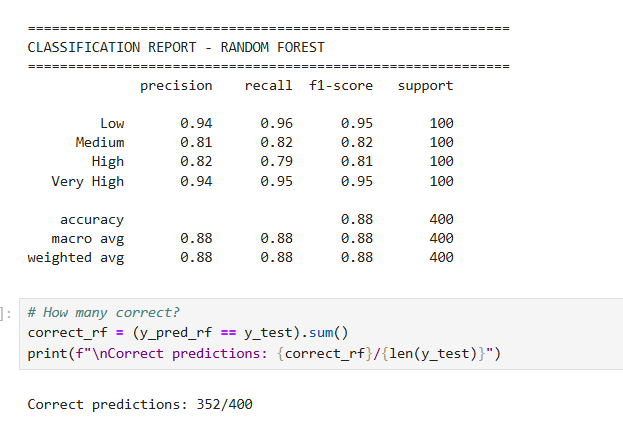 ============================================================
CLASSIFICATION REPORT - RANDOM FOREST
============================================================
              precision    recall  f1-score   support

         Low       0.94      0.96      0.95       100
      Medium       0.81      0.82      0.82       100
        High       0.82      0.79      0.81       100
   Very High       0.94      0.95      0.95       100

    accuracy                           0.88       400
   macro avg       0.88      0.88      0.88       400
weighted avg       0.88      0.88      0.88       400

]: # How many correct?
correct_rf = (y_pred_rf == y_test).sum()
print(f"\nCorrect predictions: {correct_rf}/{len(y_test)}")

Correct predictions: 352/400